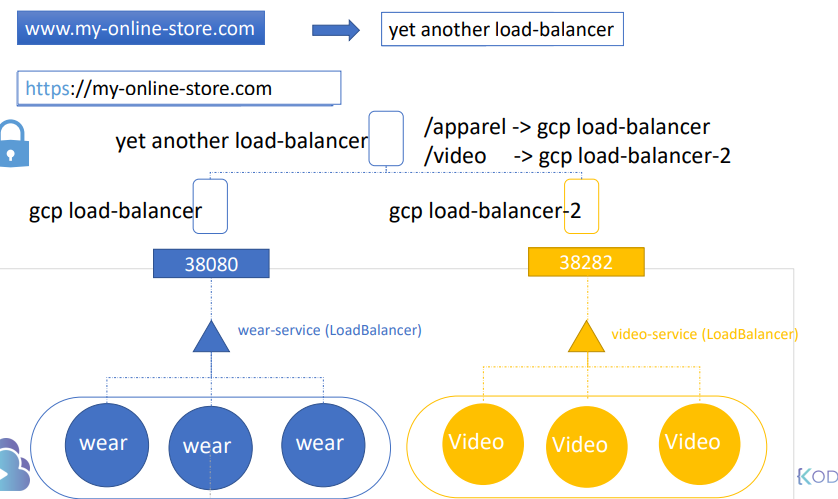 www.my-online-store.com
yet another load-balancer
https://my-online-store.com
yet another load-balancer
/apparel -> gcp load-balancer
/video -> gcp load-balancer-2
gcp load-balancer
gcp load-balancer-2
38080
38282
wear-service (LoadBalancer)
video-service (LoadBalancer)
wear
wear
wear
Video
Video
Video
KOD